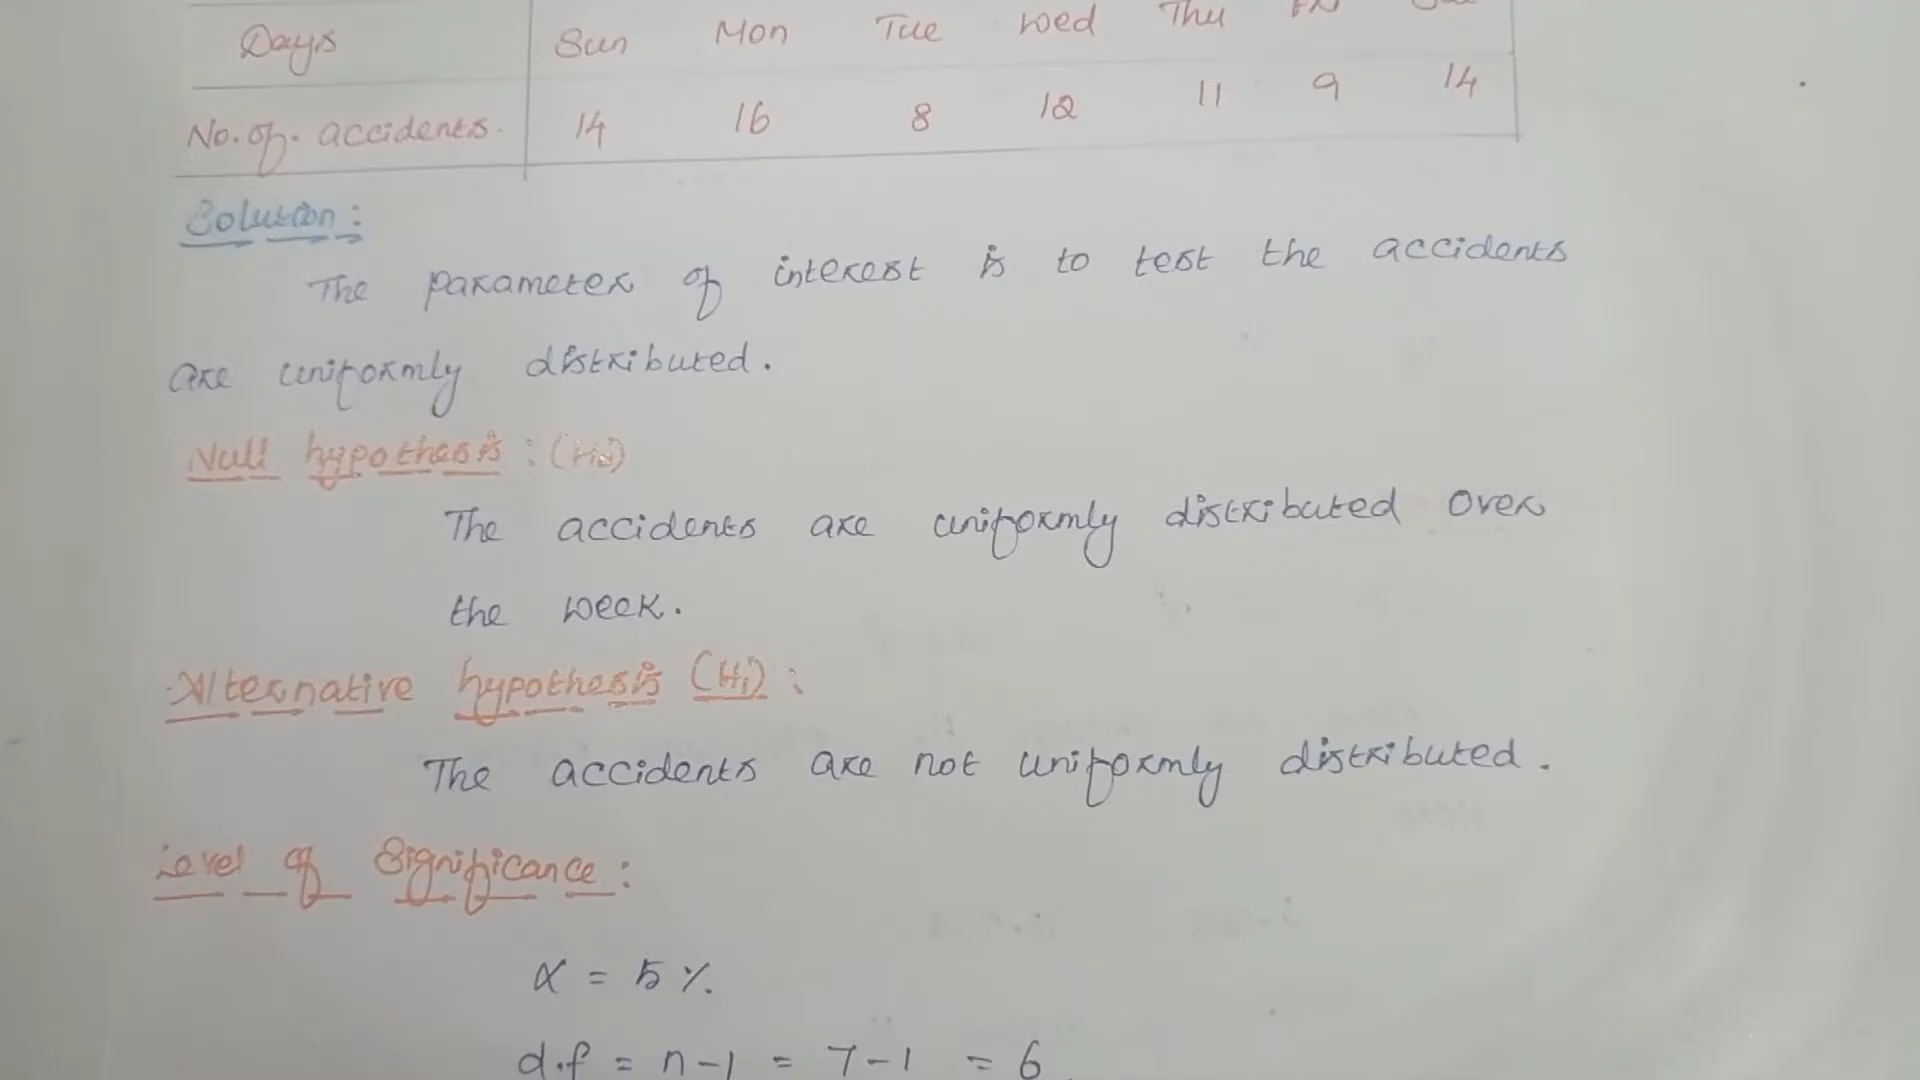 Days Sun Mon Tue Wed Thu
No. of. accidents. 14 16 8 12 11 9 14
Solution:
The parameter of interest is to test the accidents
are uniformly distributed.
Null hypothesis: (H0)
The accidents are uniformly distributed over
the week.
Alternative hypothesis (H1):
The accidents are not uniformly distributed.
Level of Significance:
α = 5%.
d.f = n-1 = 7-1 = 6